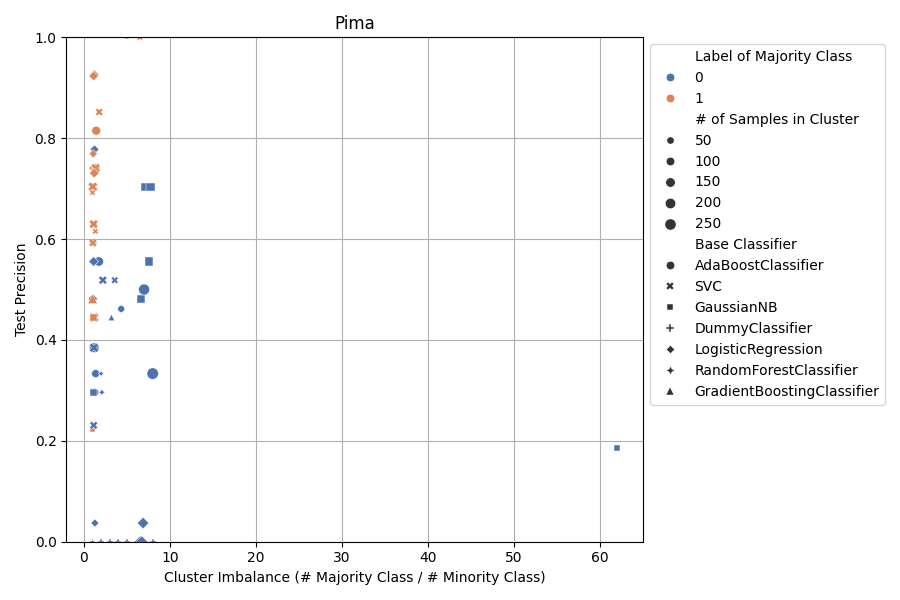 Pima
Test Precision
1.0
0.8
0.6
0.4
0.2
0.0
0 10 20 30 40 50 60
Cluster Imbalance (# Majority Class / # Minority Class)
Label of Majority Class
0
1
# of Samples in Cluster
50
100
150
200
250
Base Classifier
AdaBoostClassifier
SVC
GaussianNB
DummyClassifier
LogisticRegression
RandomForestClassifier
GradientBoostingClassifier